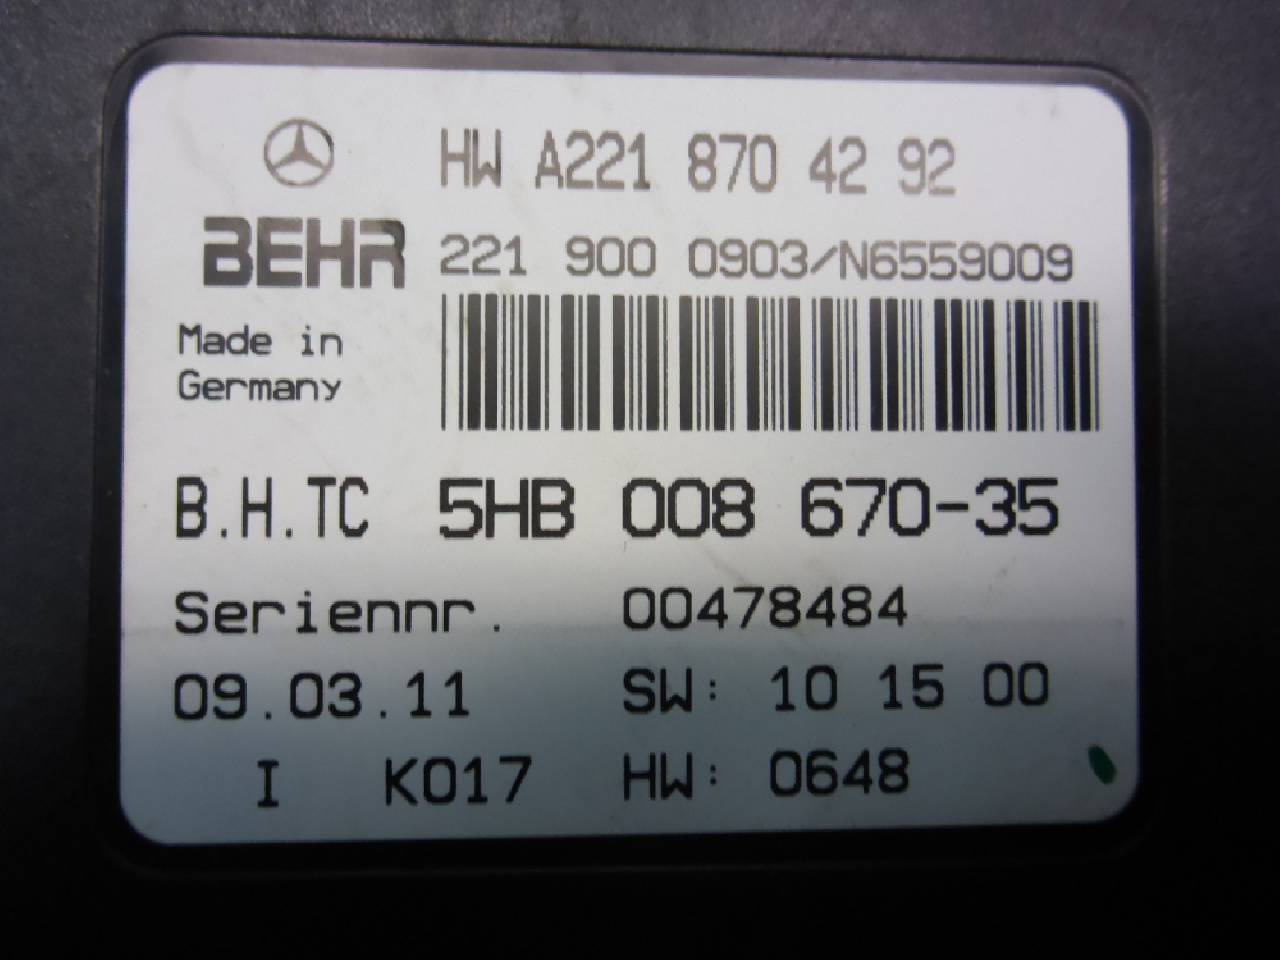 HW A221 870 42 92
BEHR 221 900 0903/N6559009
Made in
Germany
B.H.TC 5HB 008 670-35
Seriennr. 00478484
09.03.11 SW: 10 15 00
I K017 HW: 0648